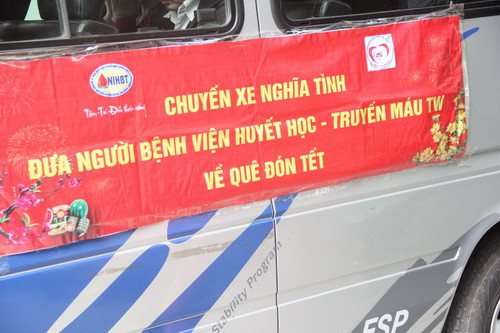 NIHBT
CHUYẾN XE NGHĨA TÌNH
ĐƯA NGƯỜI BỆNH VIỆN HUYẾT HỌC - TRUYỀN MÁU TW
VỀ QUÊ ĐÓN TẾT
Stability Program
ESP